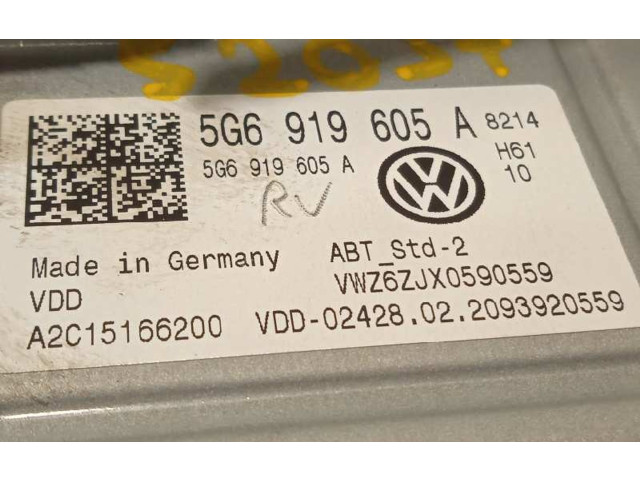 5G6 919 605 A 8214
5G6 919 605 A
H61
10
RV
Made in Germany
ABT_Std-2
VDD
VWZ6ZJX0590559
A2C15166200
VDD-02428.02.2093920559